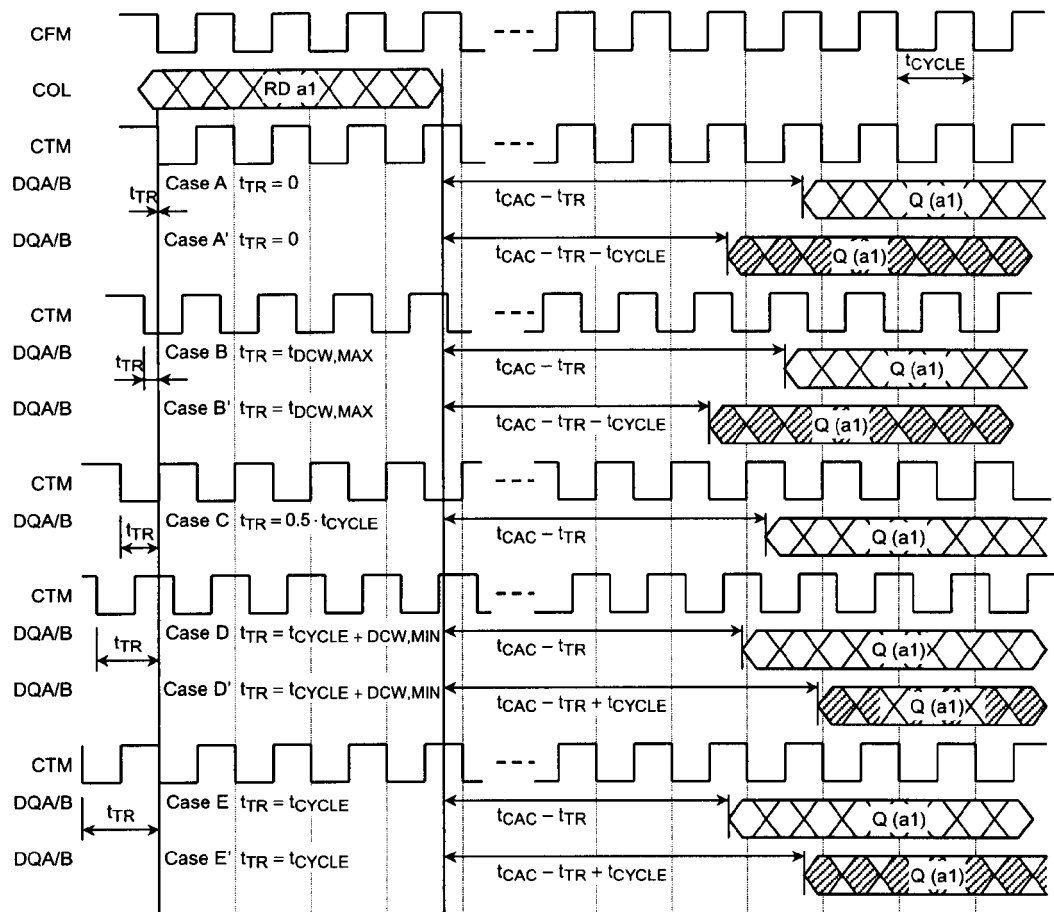 CFM
tCYCLE
COL RD a1
CTM
DQA/B Case A tTR = 0 tCAC – tTR Q (a1)
tTR
DQA/B Case A' tTR = 0 tCAC – tTR – tCYCLE Q (a1)
CTM
DQA/B Case B tTR = tDCW,MAX tCAC – tTR Q (a1)
tTR
DQA/B Case B' tTR = tDCW,MAX tCAC – tTR – tCYCLE Q (a1)
CTM
DQA/B Case C tTR = 0.5 · tCYCLE tCAC – tTR Q (a1)
tTR
CTM
DQA/B Case D tTR = tCYCLE + DCW,MIN tCAC – tTR Q (a1)
tTR
DQA/B Case D' tTR = tCYCLE + DCW,MIN tCAC – tTR + tCYCLE Q (a1)
CTM
DQA/B Case E tTR = tCYCLE tCAC – tTR Q (a1)
tTR
DQA/B Case E' tTR = tCYCLE tCAC – tTR + tCYCLE Q (a1)